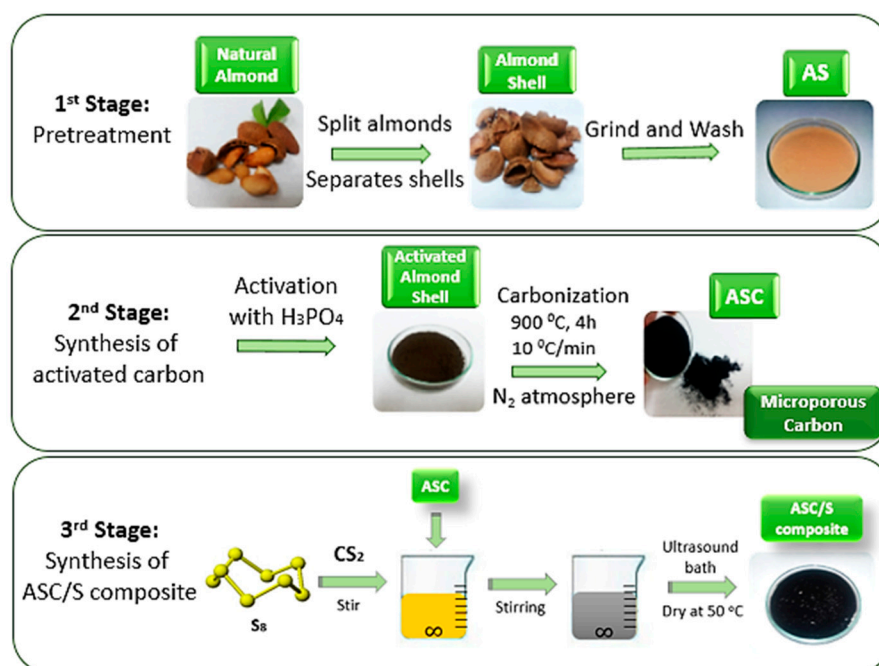 Natural
Almond
Almond
Shell
AS
1st Stage:
Pretreatment
Split almonds
Separates shells
Grind and Wash
Activated
Almond
Shell
ASC
2nd Stage:
Synthesis of
activated carbon
Activation
with H₃PO₄
Carbonization
900 ⁰C, 4h
10 ⁰C/min
N₂ atmosphere
Microporous
Carbon
3rd Stage:
Synthesis of
ASC/S composite
S₈
CS₂
Stir
ASC
Stirring
Ultrasound
bath
Dry at 50 ºC
ASC/S
composite